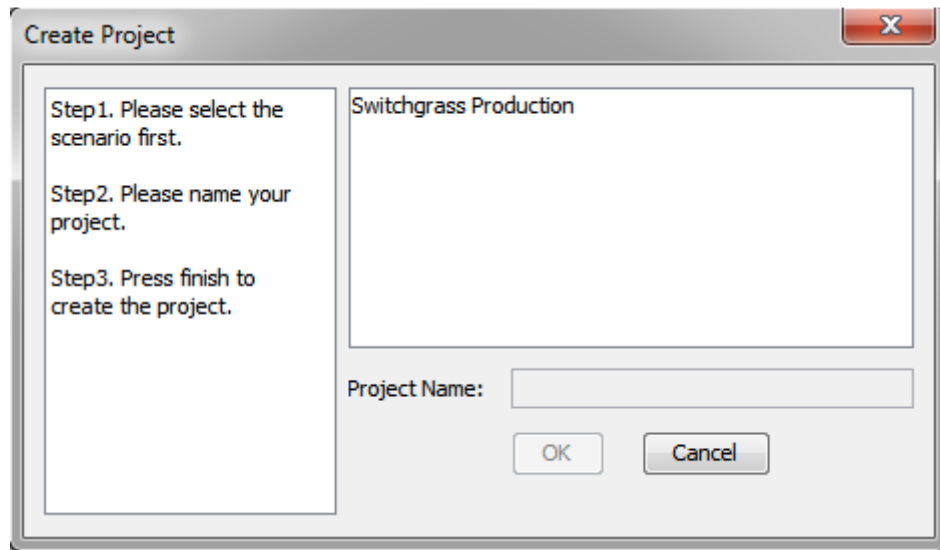 Create Project
Step1. Please select the
scenario first.
Step2. Please name your
project.
Step3. Press finish to
create the project.
Switchgrass Production
Project Name:
OK
Cancel